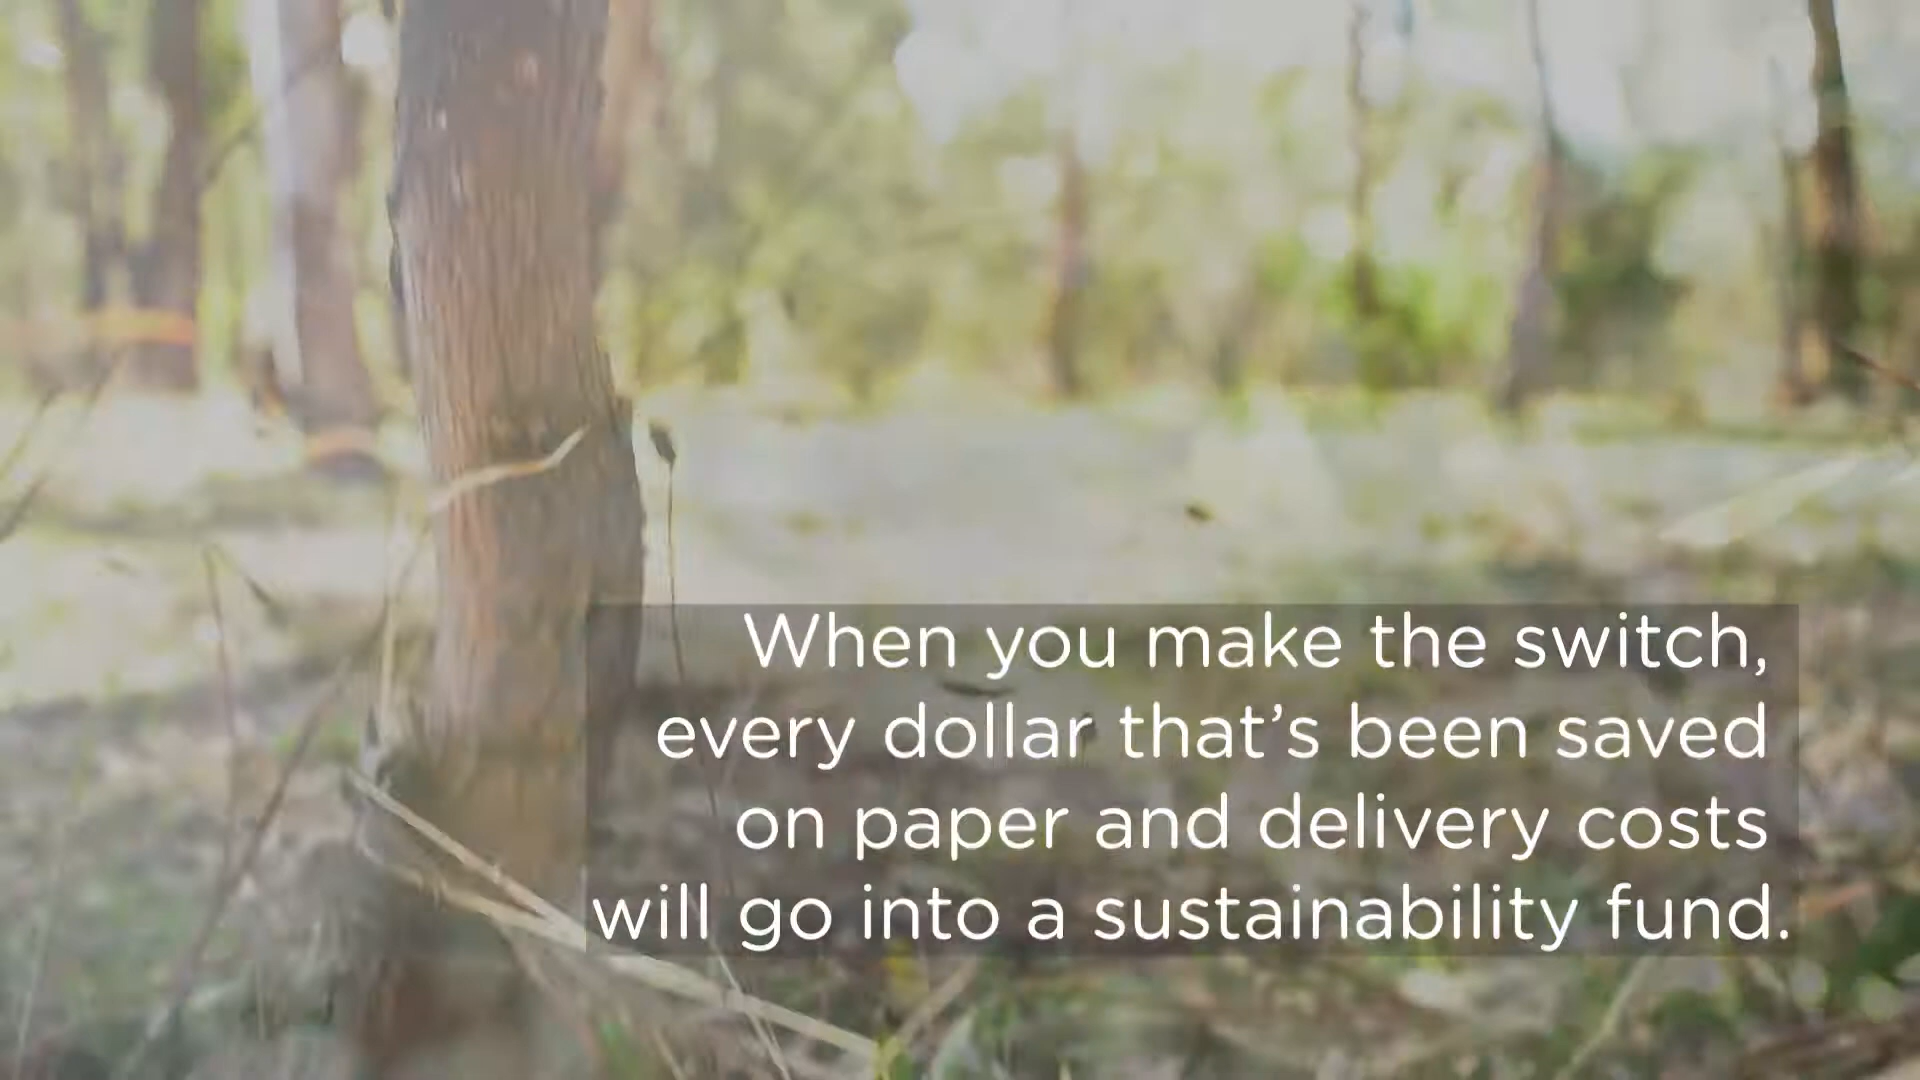 When you make the switch,
every dollar that’s been saved
on paper and delivery costs
will go into a sustainability fund.